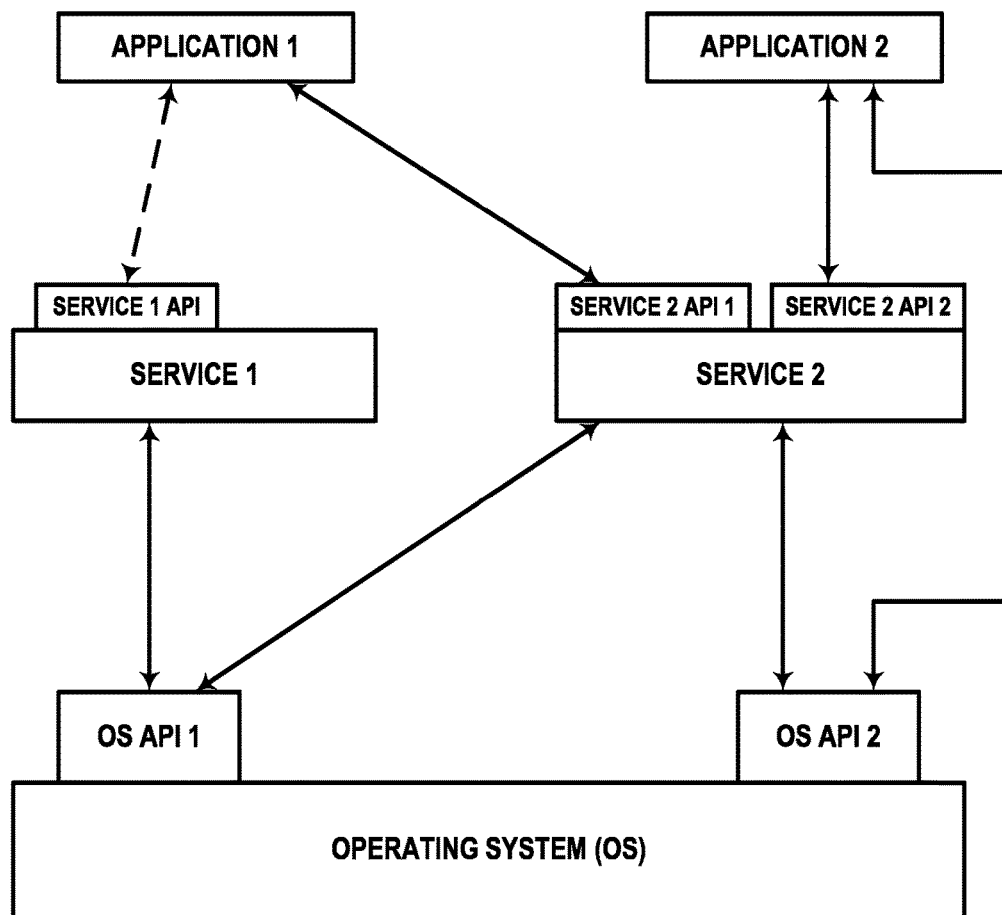 APPLICATION 1
APPLICATION 2
SERVICE 1 API
SERVICE 2 API 1
SERVICE 2 API 2
SERVICE 1
SERVICE 2
OS API 1
OS API 2
OPERATING SYSTEM (OS)